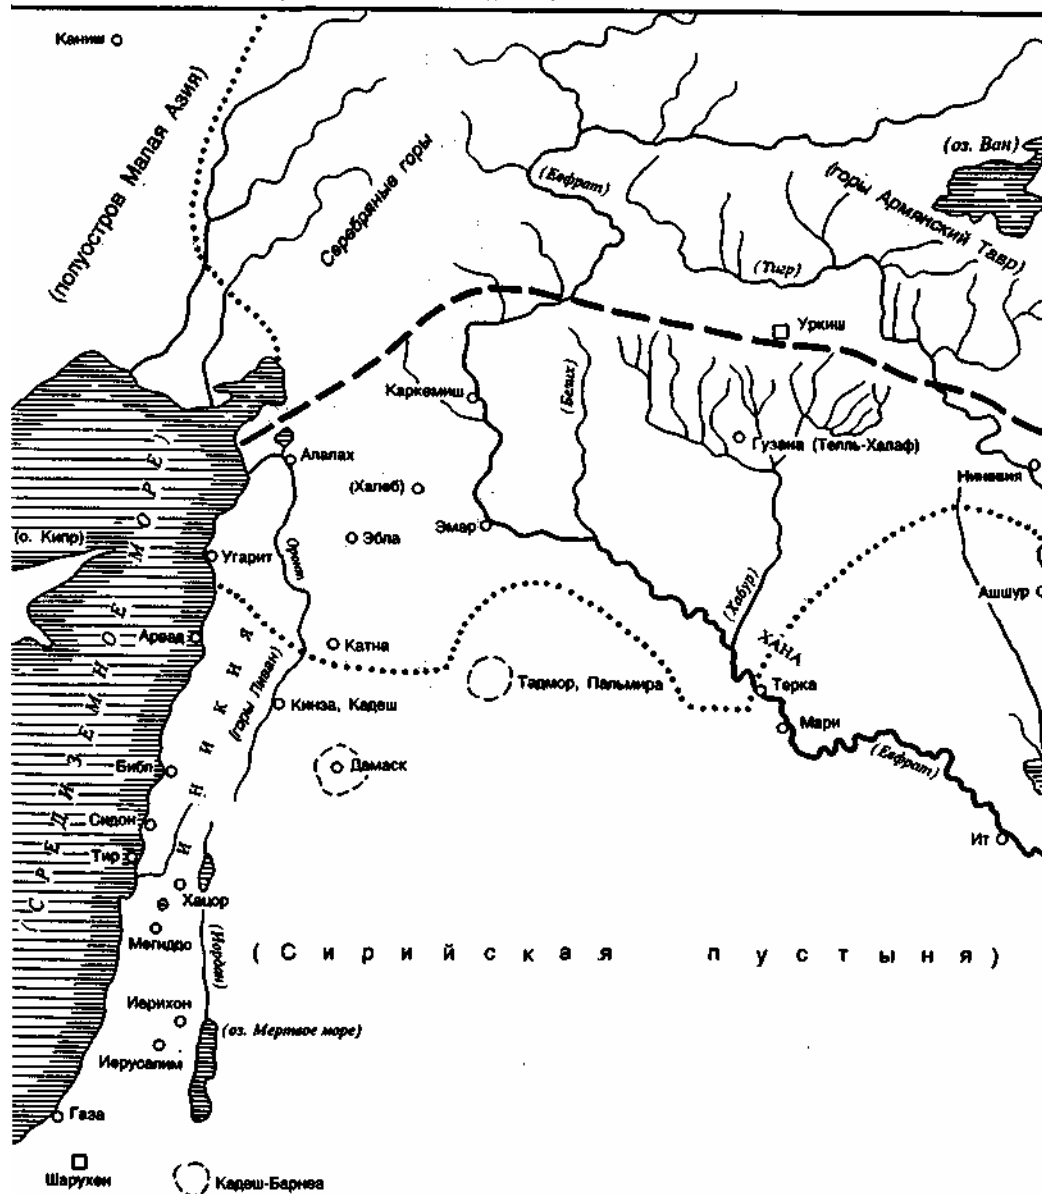 Каниш
(полуостров Малая Азия)
Серебряные горы
(Евфрат)
(оз. Ван)
(горы Армянский Тавр)
(Тигр)
Уркиш
Каркемиш
(Белих)
Гузана (Телль-Халаф)
Алалах
(Халеб)
Ниневия
Эмар
Эбла
(о. Кипр)
Угарит
Оронт
(Хабур)
Ашшур
Арвад
Катна
ХАНА
Тадмор, Пальмира
Терка
(горы Ливан)
Кинза, Кадеш
Мари
(Евфрат)
Библ
Дамаск
(СРЕДИЗЕМНОЕ МОРЕ)
ФИНИКИЯ
Сидон
Ит
Тир
Хацор
Мегиддо
(Иордан)
(Сирийская пустыня)
Иерихон
(оз. Мертвое море)
Иерусалим
Газа
Шарухен
Кадеш-Барнеа